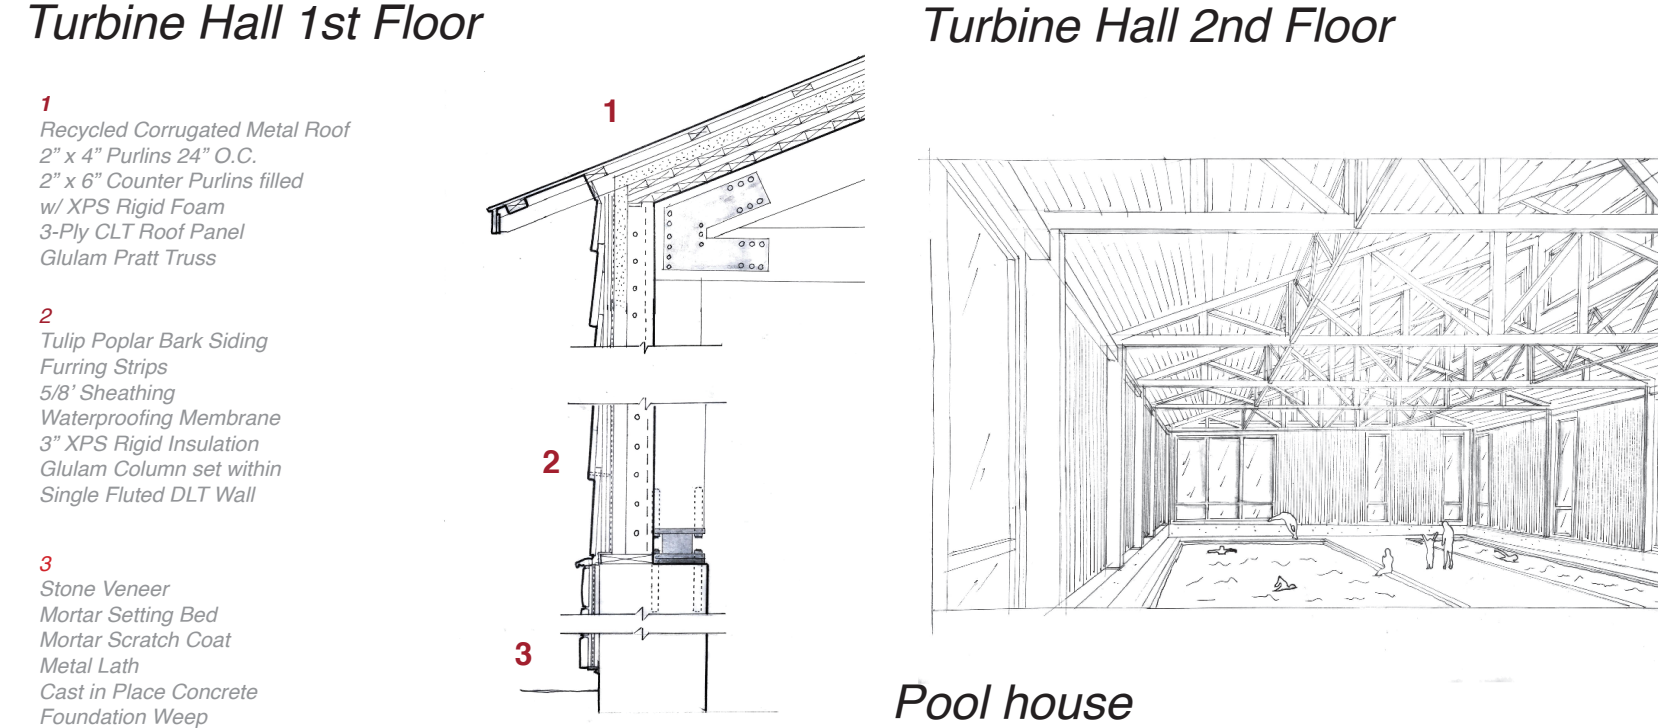 Turbine Hall 1st Floor
1
Recycled Corrugated Metal Roof
2” x 4” Purlins 24” O.C.
2” x 6” Counter Purlins filled
w/ XPS Rigid Foam
3-Ply CLT Roof Panel
Glulam Pratt Truss
2
Tulip Poplar Bark Siding
Furring Strips
5/8’ Sheathing
Waterproofing Membrane
3” XPS Rigid Insulation
Glulam Column set within
Single Fluted DLT Wall
3
Stone Veneer
Mortar Setting Bed
Mortar Scratch Coat
Metal Lath
Cast in Place Concrete
Foundation Weep
1
2
3
Turbine Hall 2nd Floor
Pool house